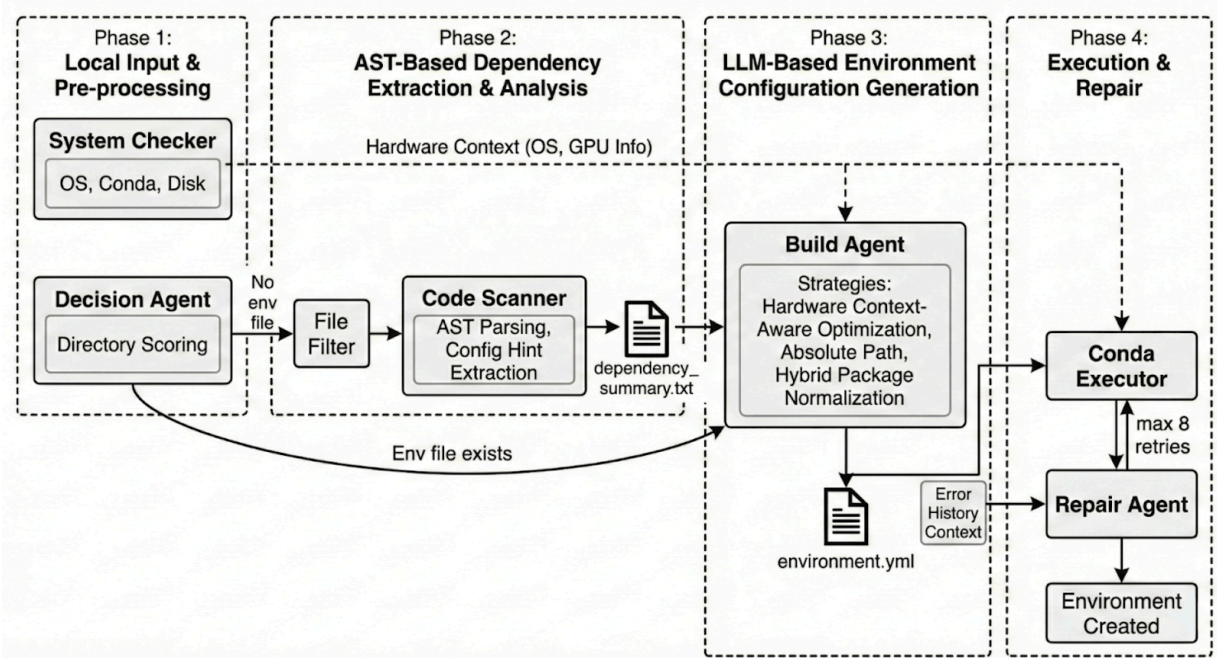 Phase 1:
Local Input &
Pre-processing
System Checker
OS, Conda, Disk
Decision Agent
Directory Scoring
No
env
file
Phase 2:
AST-Based Dependency
Extraction & Analysis
Hardware Context (OS, GPU Info)
File
Filter
Code Scanner
AST Parsing,
Config Hint
Extraction
dependency_
summary.txt
Env file exists
Phase 3:
LLM-Based Environment
Configuration Generation
Build Agent
Strategies:
Hardware Context-
Aware Optimization,
Absolute Path,
Hybrid Package
Normalization
environment.yml
Error
History
Context
Phase 4:
Execution &
Repair
Conda
Executor
max 8
retries
Repair Agent
Environment
Created